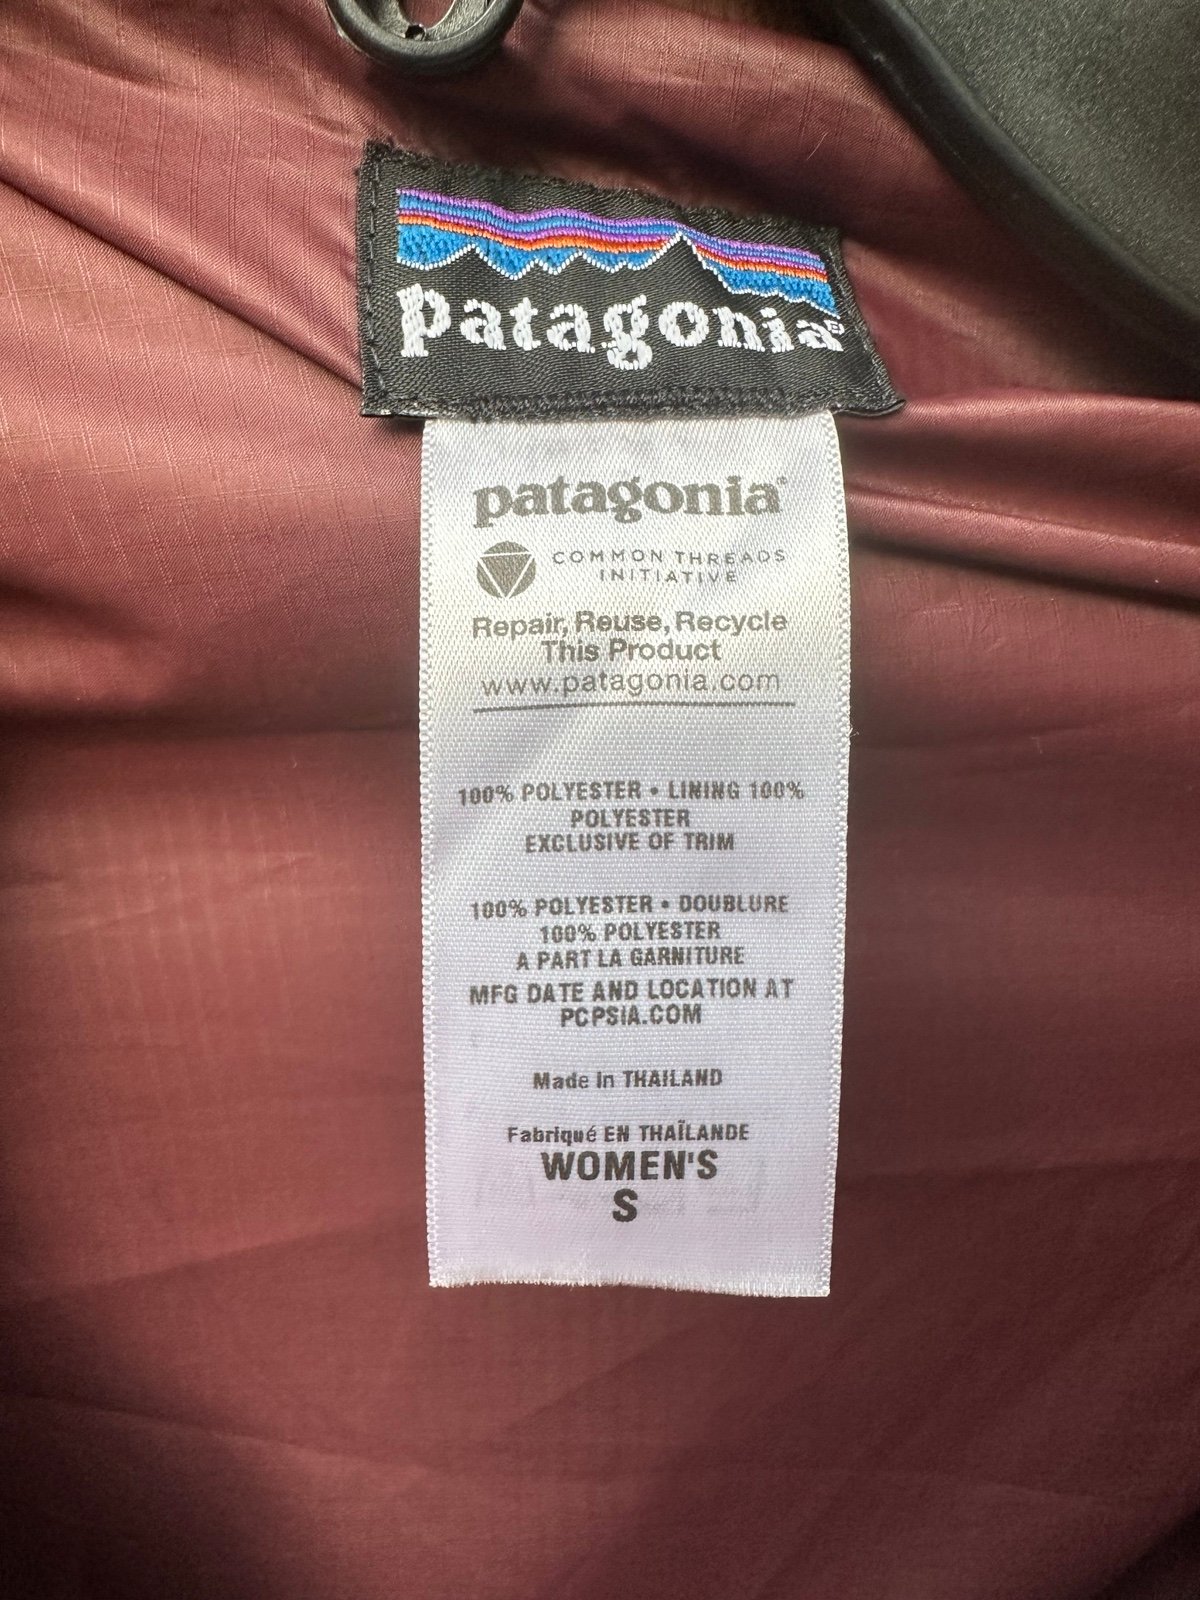 patagonia®
patagonia®
COMMON THREADS
INITIATIVE
Repair, Reuse, Recycle
This Product
www.patagonia.com
100% POLYESTER • LINING 100%
POLYESTER
EXCLUSIVE OF TRIM
100% POLYESTER • DOUBLURE
100% POLYESTER
A PART LA GARNITURE
MFG DATE AND LOCATION AT
PCPSIA.COM
Made in THAILAND
Fabriqué EN THAÏLANDE
WOMEN'S
S